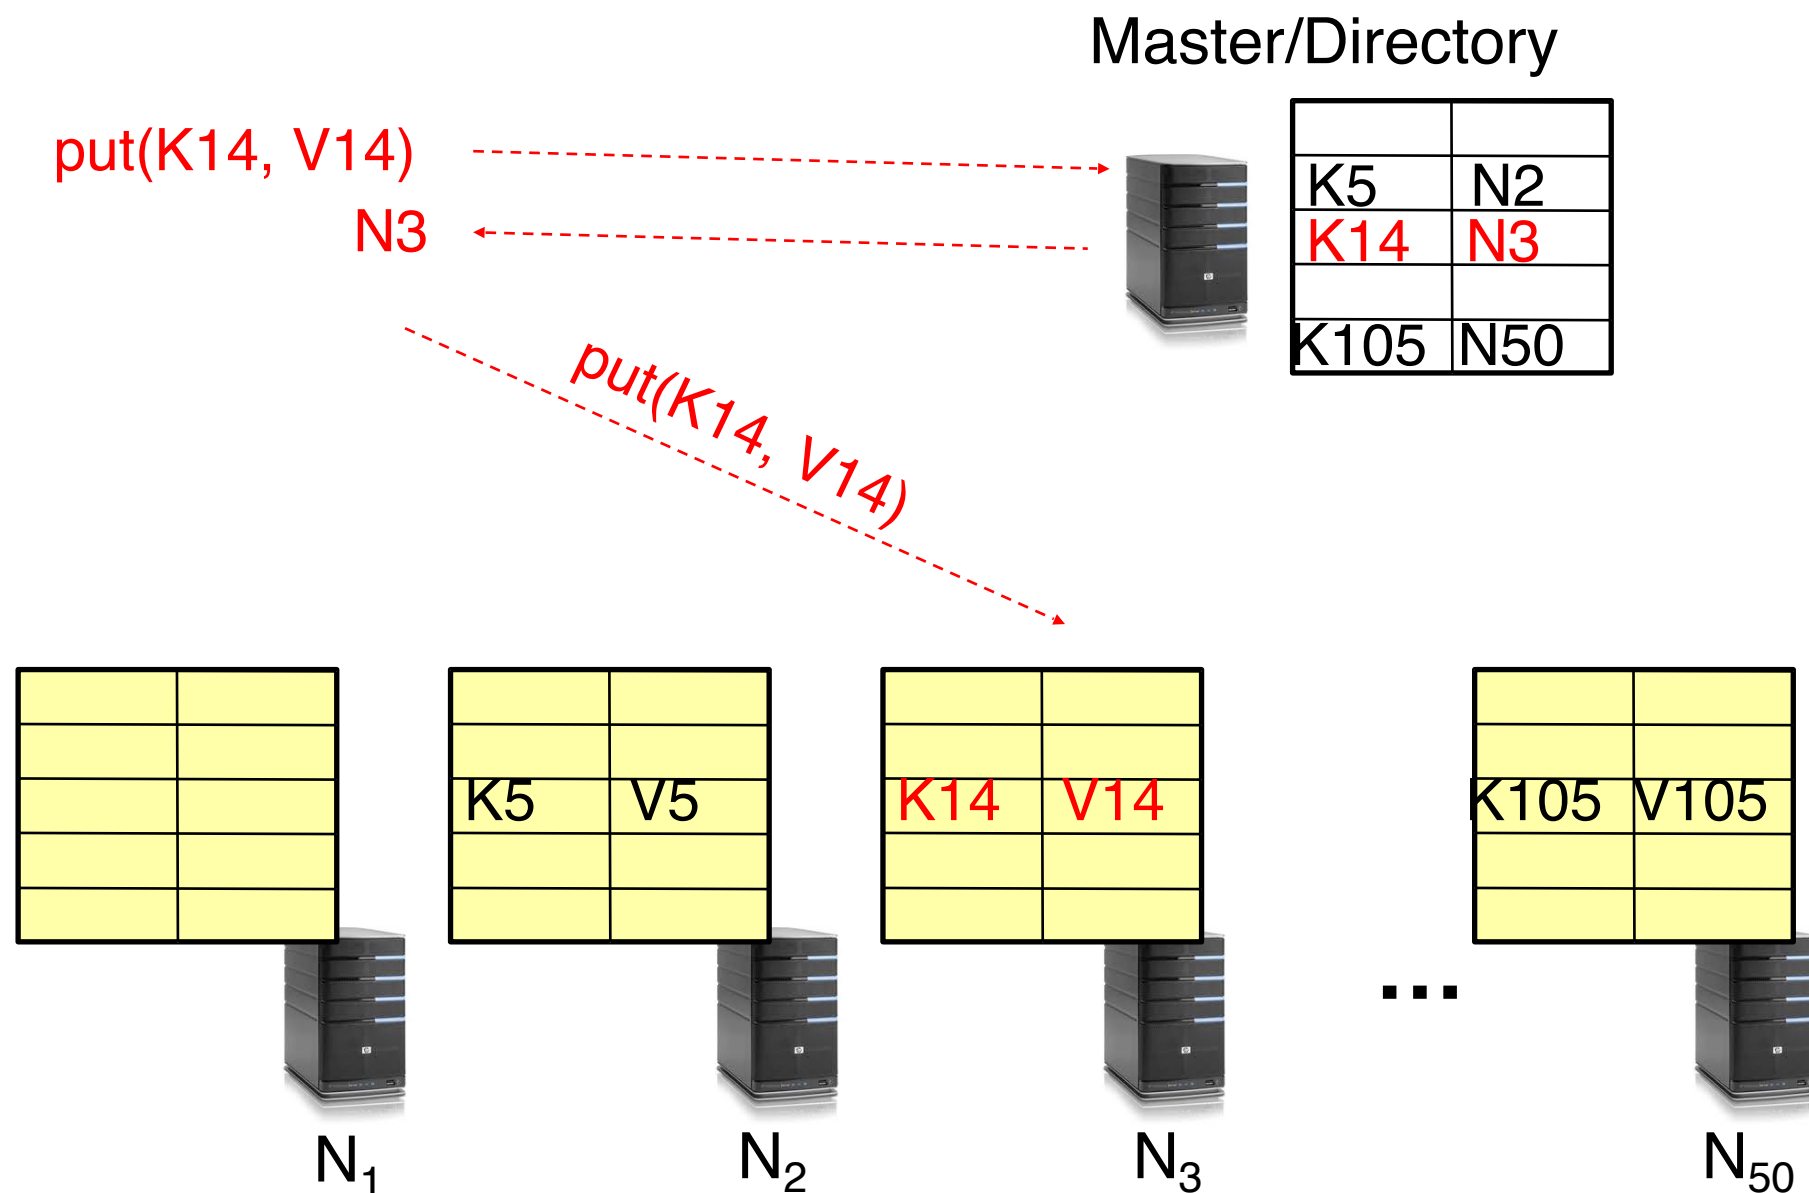 Master/Directory
put(K14, V14)
N3
K5 N2
K14 N3
K105 N50
put(K14, V14)
K5 V5
K14 V14
K105 V105
...
N₁ N₂ N₃ N₅₀